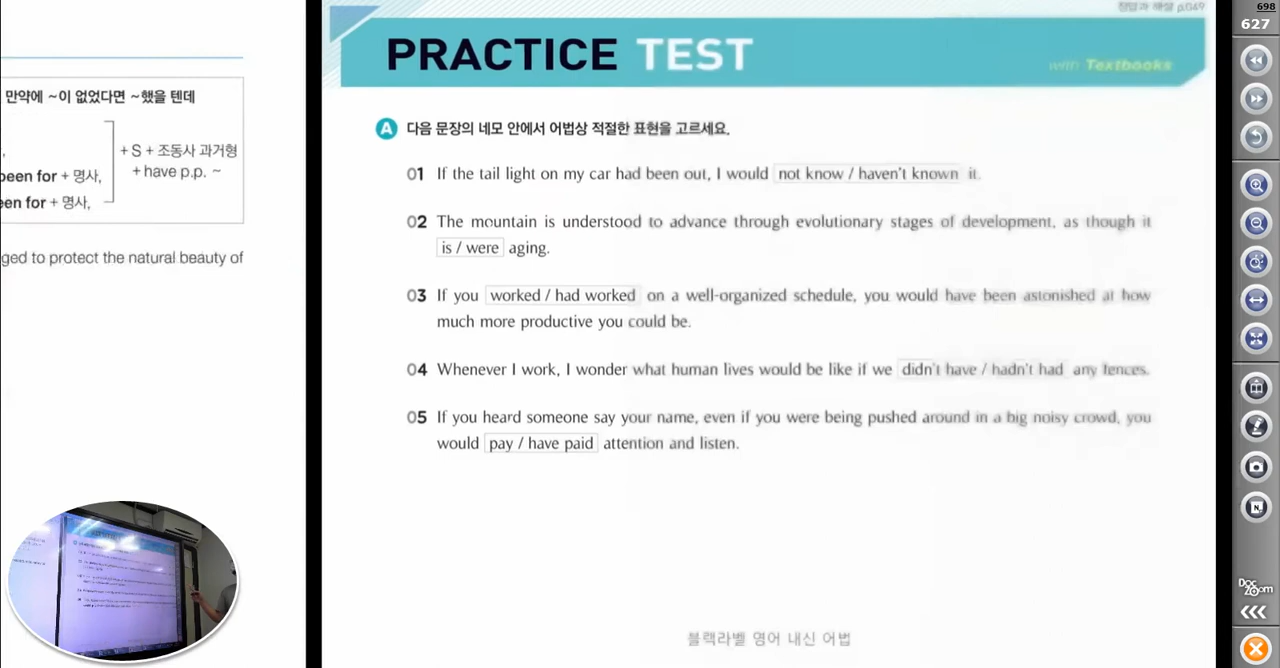 698
627
정답과 해설 p.049
PRACTICE TEST
with Textbooks
만약에 ~이 없었다면 ~했을 텐데
been for + 명사,
een for + 명사,
+ S + 조동사 과거형
+ have p.p. ~
ged to protect the natural beauty of
A 다음 문장의 네모 안에서 어법상 적절한 표현을 고르세요.
01 If the tail light on my car had been out, I would not know / haven't known it.
02 The mountain is understood to advance through evolutionary stages of development, as though it
is / were aging.
03 If you worked / had worked on a well-organized schedule, you would have been astonished at how
much more productive you could be.
04 Whenever I work, I wonder what human lives would be like if we didn't have / hadn't had any fences.
05 If you heard someone say your name, even if you were being pushed around in a big noisy crowd, you
would pay / have paid attention and listen.
블랙라벨 영어 내신 어법
Doc
Zoom